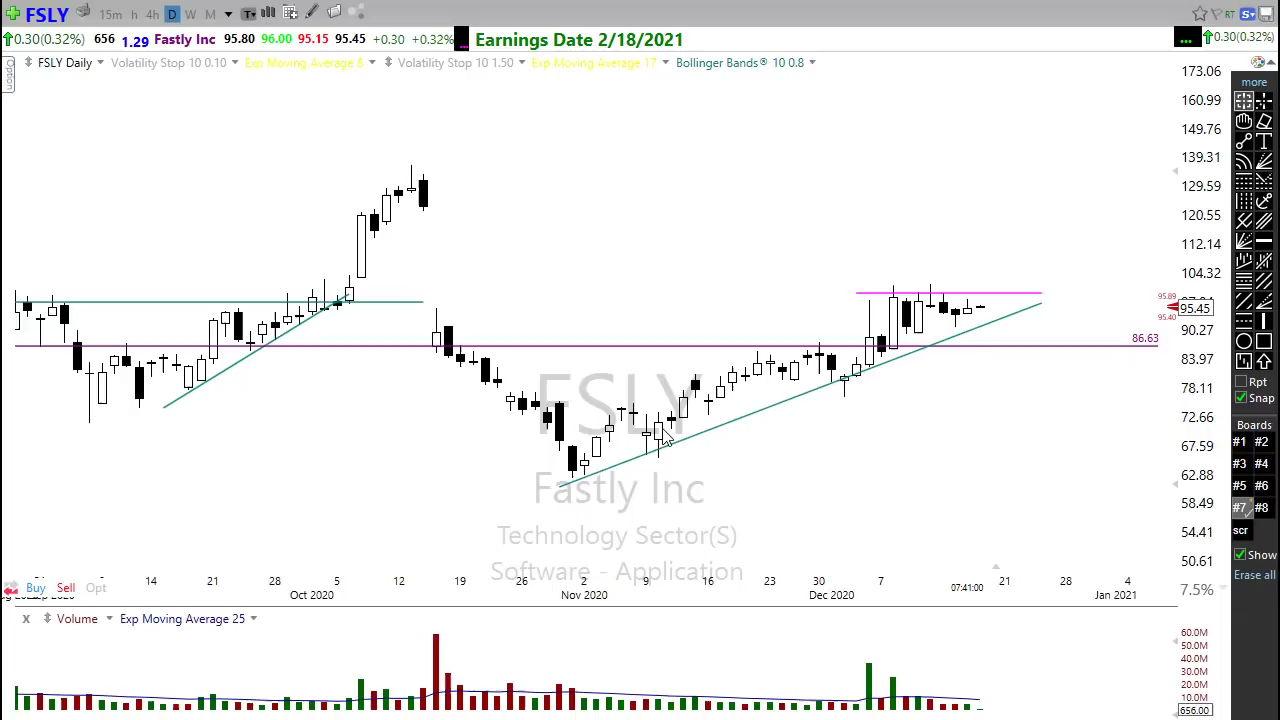 FSLY 15m h 4h D W M T RT S
0.30(0.32%) 656 1.29 Fastly Inc 95.80 96.00 95.15 95.45 +0.30 +0.32% ... Earnings Date 2/18/2021 ... 0.30(0.32%)
Option
FSLY Daily Volatility Stop 10 0.10 Exp Moving Average 8 Volatility Stop 10 1.50 Exp Moving Average 17 Bollinger Bands® 10 0.8
173.06
160.99
149.76
139.31
129.59
120.55
112.14
104.32
95.89
95.45
95.40
90.27
86.63
83.97
78.11
72.66
67.59
62.88
58.49
54.41
50.61
7.5%
FSLY
Fastly Inc
Technology Sector(S)
Software - Application
14 21 28 5 12 19 26 2 9 16 23 30 7 07:41:00 21 28 4
Oct 2020 Nov 2020 Dec 2020 Jan 2021
Buy Sell Opt
x Volume Exp Moving Average 25
60.0M
50.0M
40.0M
30.0M
20.0M
10.0M
656.00
more
T
Rpt
Snap
Boards
#1 #2
#3 #4
#5 #6
#7 #8
scr
Show
Erase all